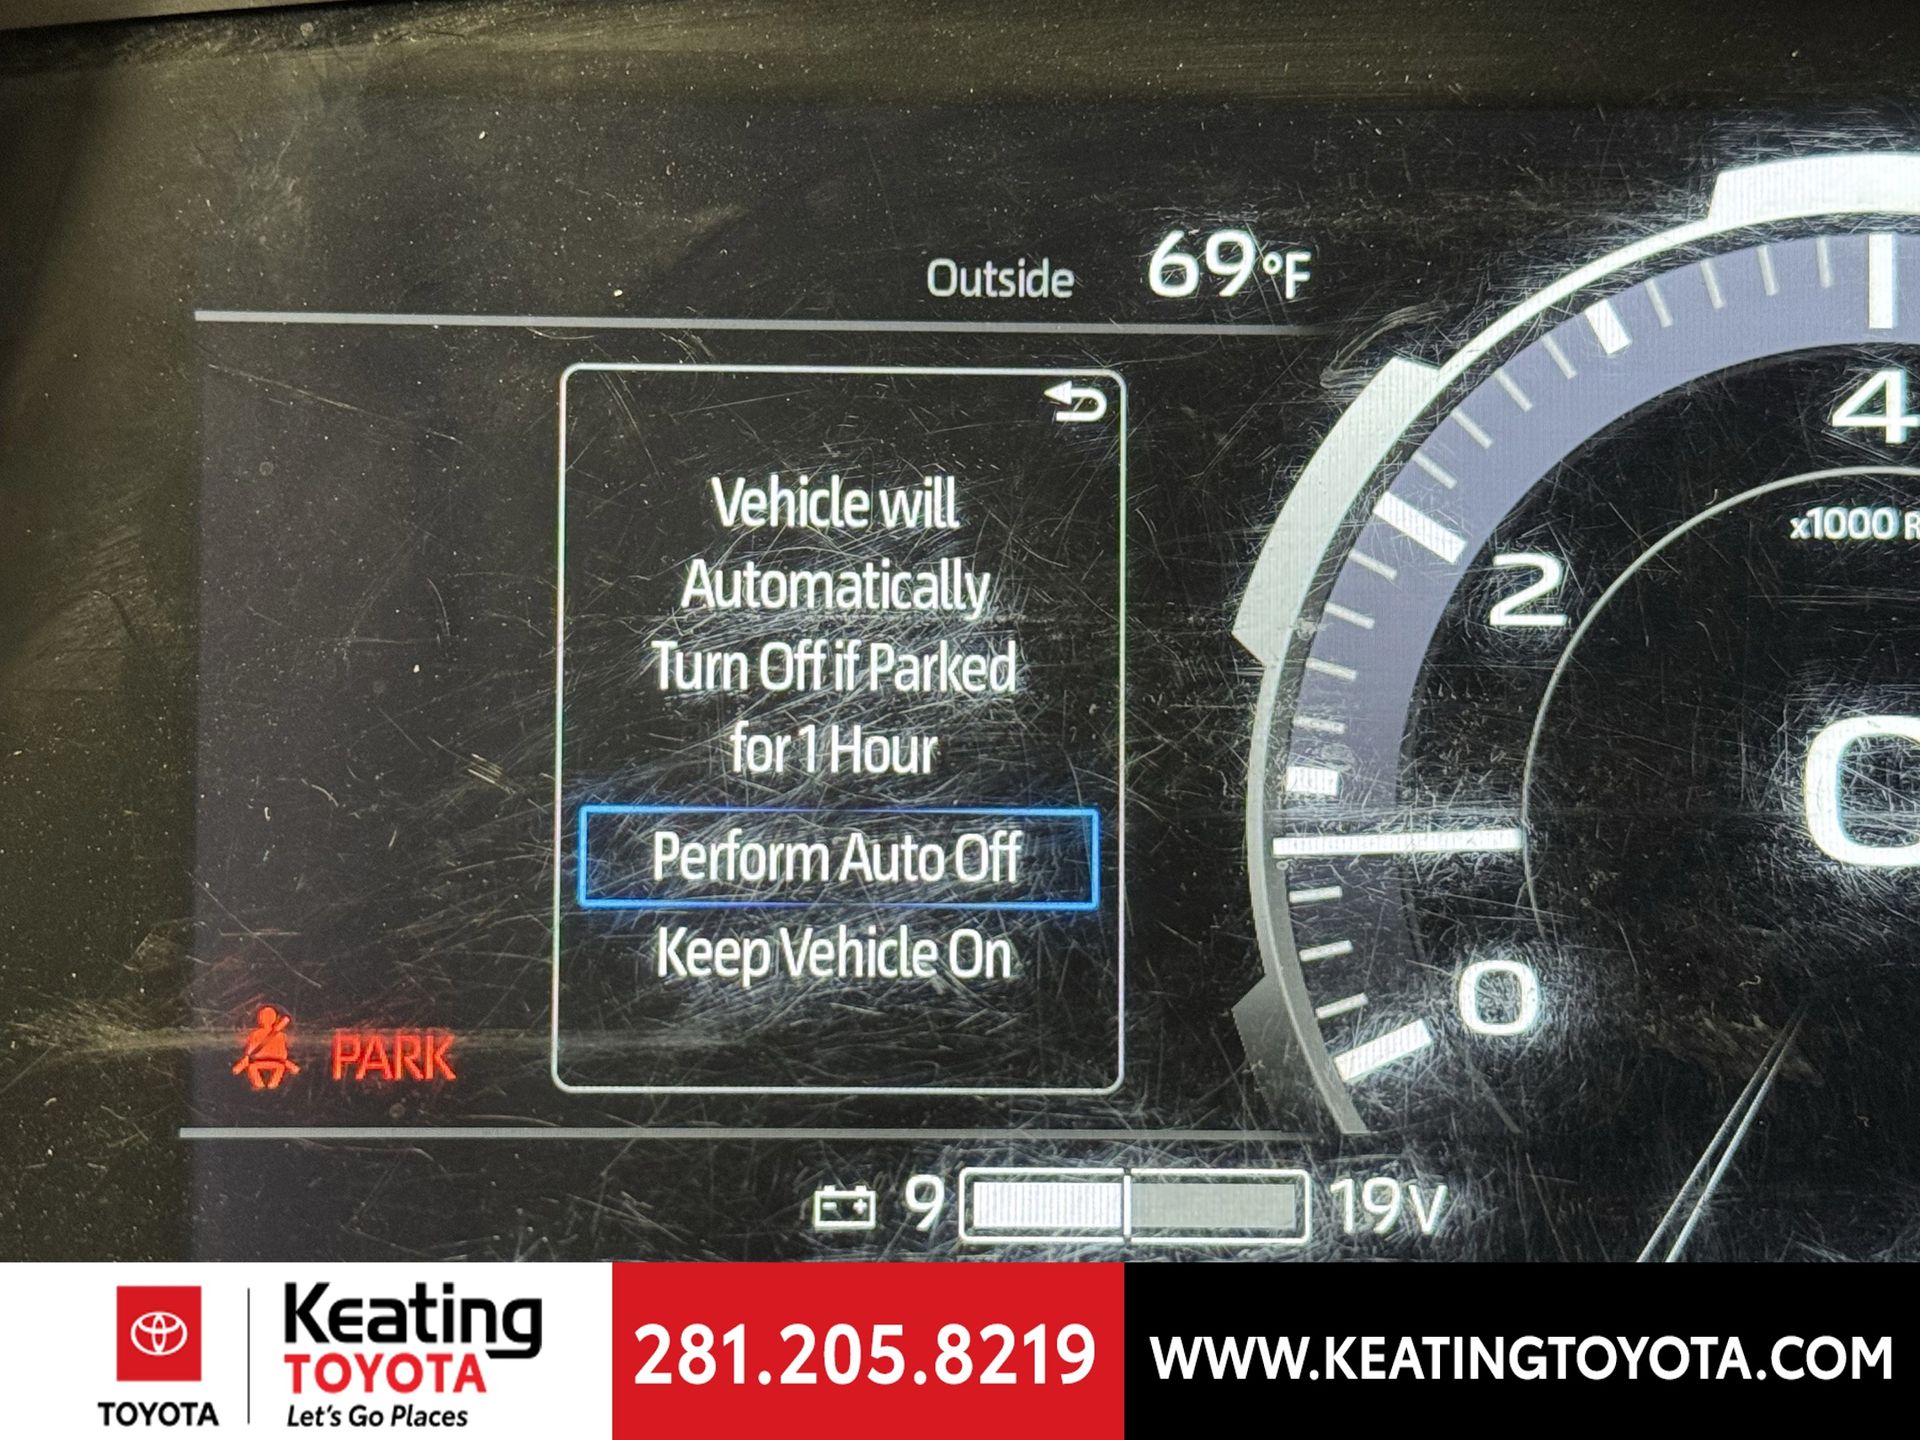 Outside 69°F
Vehicle will
Automatically
Turn Off if Parked
for 1 Hour
Perform Auto Off
Keep Vehicle On
PARK
9 19V
4
x1000 R
2
0
0
Keating
TOYOTA
Let's Go Places
TOYOTA
281.205.8219
WWW.KEATINGTOYOTA.COM